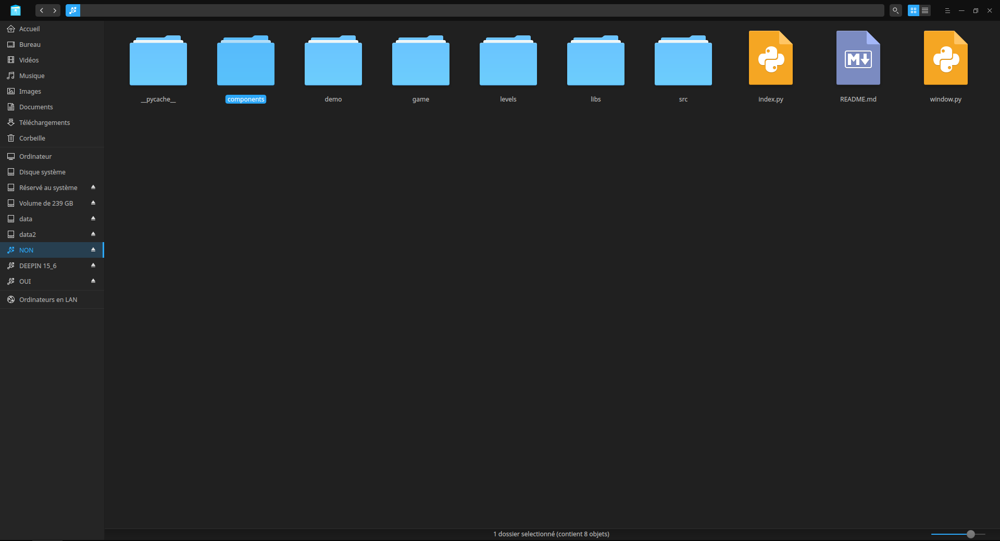 Accueil
Bureau
Vidéos
Musique
Images
Documents
Téléchargements
Corbeille
Ordinateur
Disque système
Réservé au système
Volume de 239 GB
data
data2
NON
DEEPIN 15_6
OUI
Ordinateurs en LAN
__pycache__ components demo game levels libs src index.py README.md window.py
M
1 dossier selectionné (contient 8 objets)